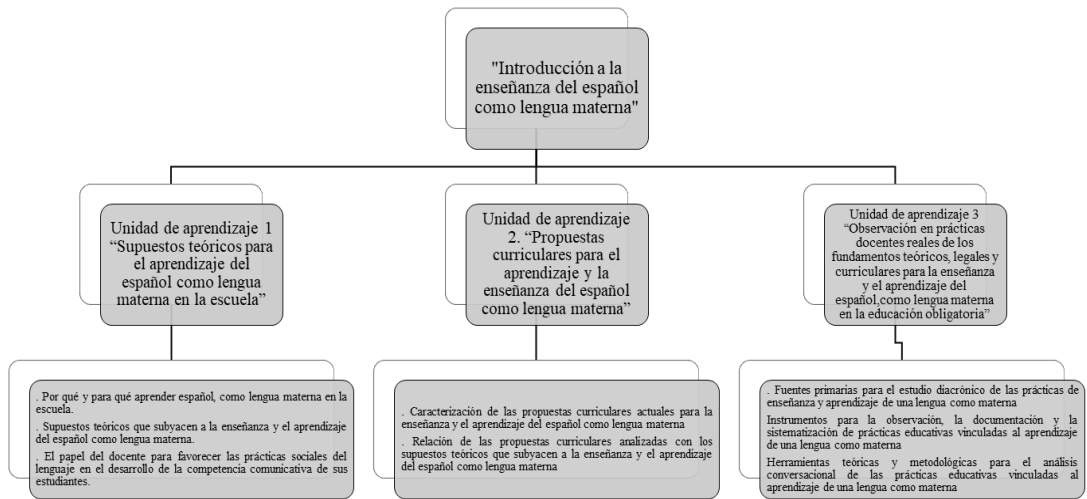 "Introducción a la
enseñanza del español
como lengua materna"
Unidad de aprendizaje 1
“Supuestos teóricos para
el aprendizaje del
español como lengua
materna en la escuela”
Unidad de aprendizaje
2. “Propuestas
curriculares para el
aprendizaje y la
enseñanza del español
como lengua materna”
Unidad de aprendizaje 3
“Observación en prácticas
docentes reales de los
fundamentos teóricos, legales y
curriculares para la enseñanza
y el aprendizaje del
español,como lengua materna
en la educación obligatoria”
. Por qué y para qué aprender español, como lengua materna en la
escuela.
. Supuestos teóricos que subyacen a la enseñanza y el aprendizaje
del español como lengua materna.
. El papel del docente para favorecer las prácticas sociales del
lenguaje en el desarrollo de la competencia comunicativa de sus
estudiantes.
. Caracterización de las propuestas curriculares actuales para la
enseñanza y el aprendizaje del español como lengua materna
. Relación de las propuestas curriculares analizadas con los
supuestos teóricos que subyacen a la enseñanza y el aprendizaje
del español como lengua materna
. Fuentes primarias para el estudio diacrónico de las prácticas de
enseñanza y aprendizaje de una lengua como materna
Instrumentos para la observación, la documentación y la
sistematización de prácticas educativas vinculadas al aprendizaje
de una lengua como materna
Herramientas teóricas y metodológicas para el análisis
conversacional de las prácticas educativas vinculadas al
aprendizaje de una lengua como materna